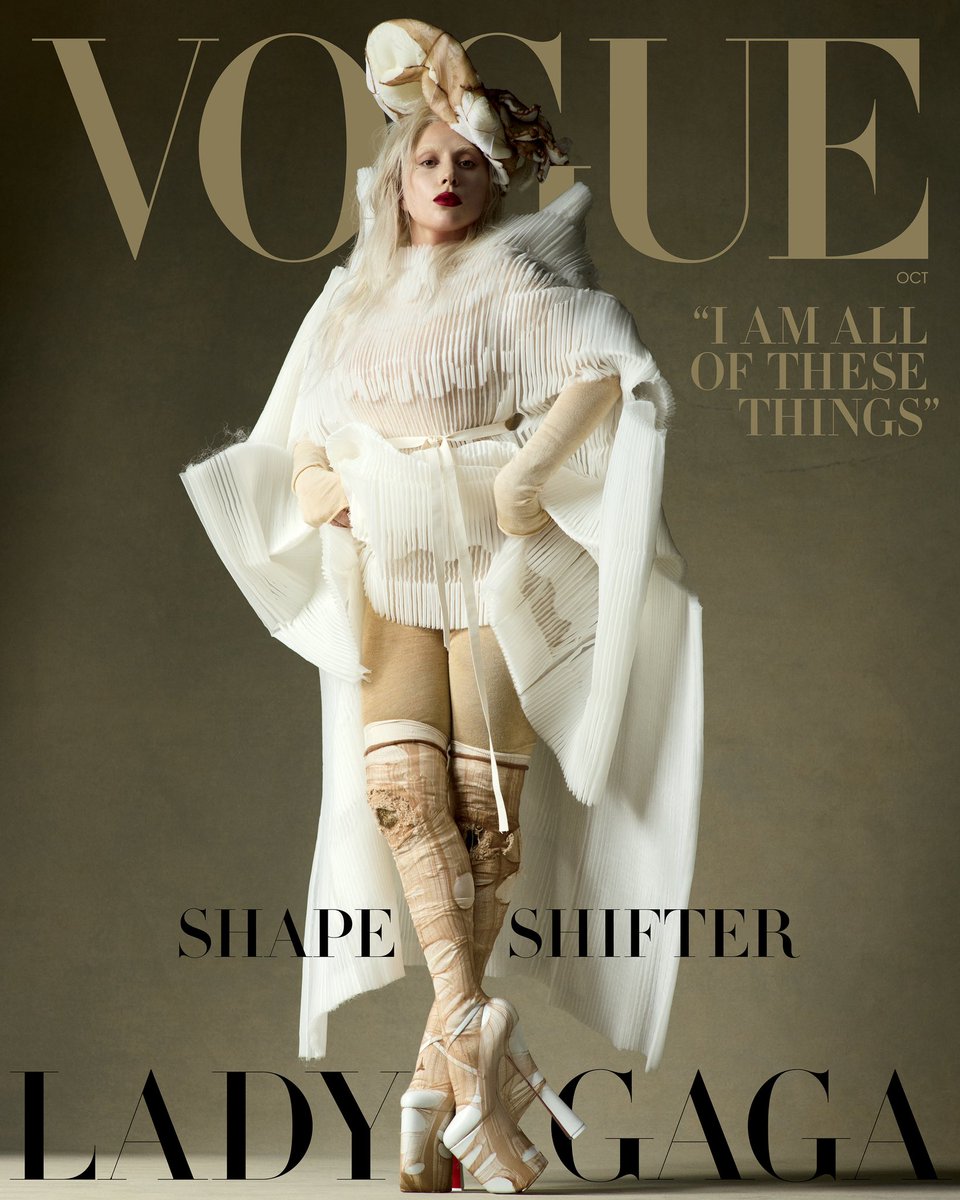 VOGUE
OCT
“I AM ALL
OF THESE
THINGS”
SHAPE SHIFTER
LADY GAGA